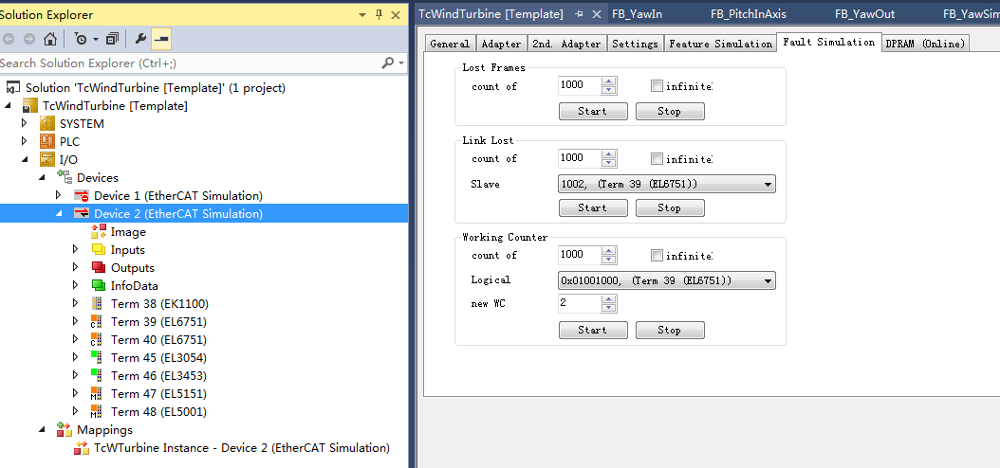 Solution Explorer
Search Solution Explorer (Ctrl+;)
Solution 'TcWindTurbine [Template]' (1 project)
TcWindTurbine [Template]
SYSTEM
PLC
I/O
Devices
Device 1 (EtherCAT Simulation)
Device 2 (EtherCAT Simulation)
Image
Inputs
Outputs
InfoData
Term 38 (EK1100)
Term 39 (EL6751)
Term 40 (EL6751)
Term 45 (EL3054)
Term 46 (EL3453)
Term 47 (EL5151)
Term 48 (EL5001)
Mappings
TcWTurbine Instance - Device 2 (EtherCAT Simulation)
TcWindTurbine [Template] FB_YawIn FB_PitchInAxis FB_YawOut FB_YawSim
General Adapter 2nd. Adapter Settings Feature Simulation Fault Simulation DPRAM (Online)
Lost Frames
count of 1000 infinite:
Start Stop
Link Lost
count of 1000 infinite:
Slave 1002, (Term 39 (EL6751))
Start Stop
Working Counter
count of 1000 infinite:
Logical 0x01001000, (Term 39 (EL6751))
new WC 2
Start Stop